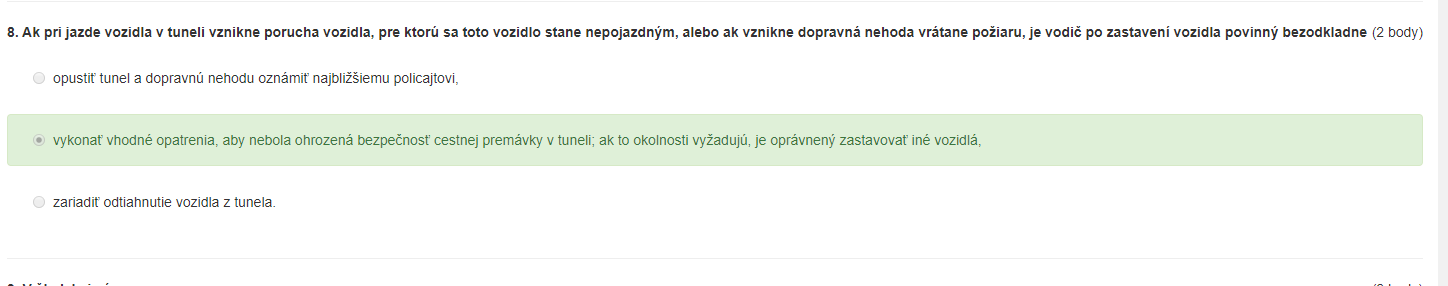 8. Ak pri jazde vozidla v tuneli vznikne porucha vozidla, pre ktorú sa toto vozidlo stane nepojazdným, alebo ak vznikne dopravná nehoda vrátane požiaru, je vodič po zastavení vozidla povinný bezodkladne (2 body)
opustiť tunel a dopravnú nehodu oznámiť najbližšiemu policajtovi,
vykonať vhodné opatrenia, aby nebola ohrozená bezpečnosť cestnej premávky v tuneli; ak to okolnosti vyžadujú, je oprávnený zastavovať iné vozidlá,
zariadiť odtiahnutie vozidla z tunela.